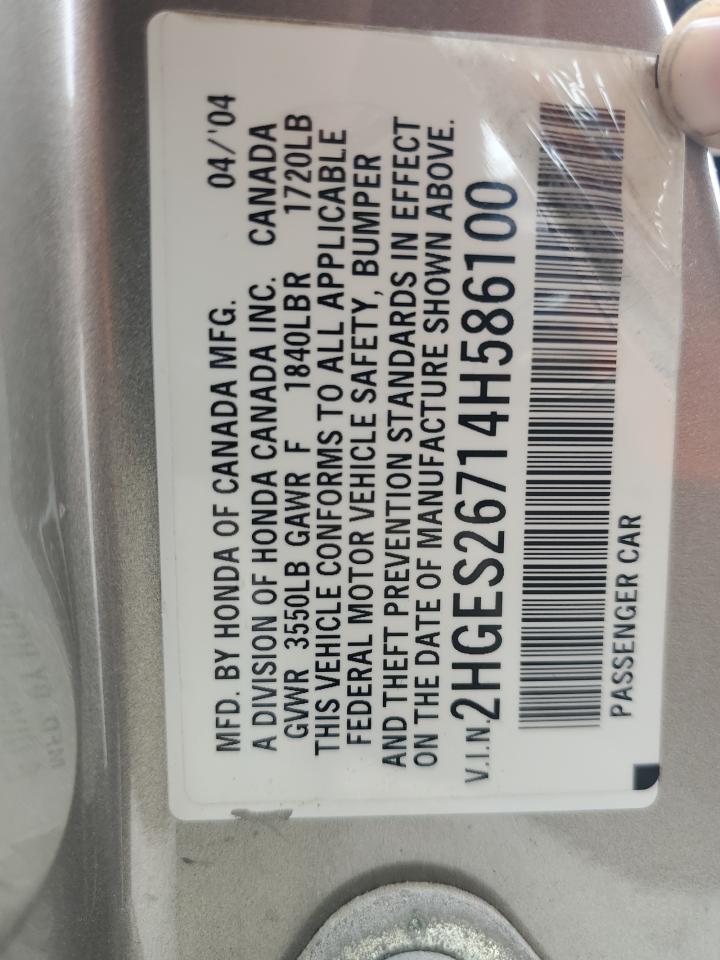 MFD. BY HONDA OF CANADA MFG. 04/'04
A DIVISION OF HONDA CANADA INC. CANADA
GVWR 3550LB GAWR F 1840LBR 1720LB
THIS VEHICLE CONFORMS TO ALL APPLICABLE
FEDERAL MOTOR VEHICLE SAFETY, BUMPER
AND THEFT PREVENTION STANDARDS IN EFFECT
ON THE DATE OF MANUFACTURE SHOWN ABOVE.
V.I.N. 2HGES26714H586100
PASSENGER CAR